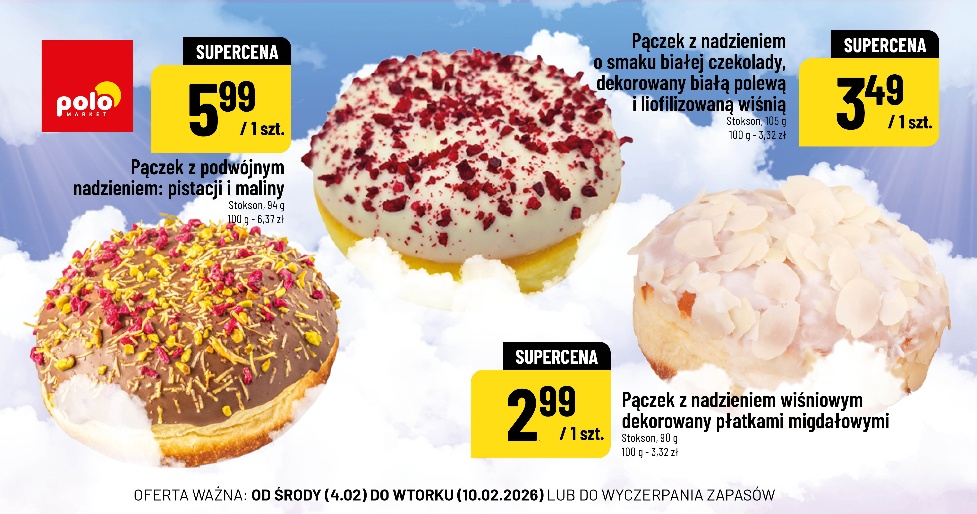 polo
MARKET
SUPERCENA
5 99
/ 1 szt.
Pączek z podwójnym
nadzieniem: pistacji i maliny
Stokson, 94 g
100 g - 6,37 zł
Pączek z nadzieniem
o smaku białej czekolady,
dekorowany białą polewą
i liofilizowaną wiśnią
Stokson, 105 g
100 g - 3,32 zł
SUPERCENA
3 49
/ 1 szt.
SUPERCENA
2 99
/ 1 szt.
Pączek z nadzieniem wiśniowym
dekorowany płatkami migdałowymi
Stokson, 90 g
100 g - 3,32 zł
OFERTA WAŻNA: OD ŚRODY (4.02) DO WTORKU (10.02.2026) LUB DO WYCZERPANIA ZAPASÓW